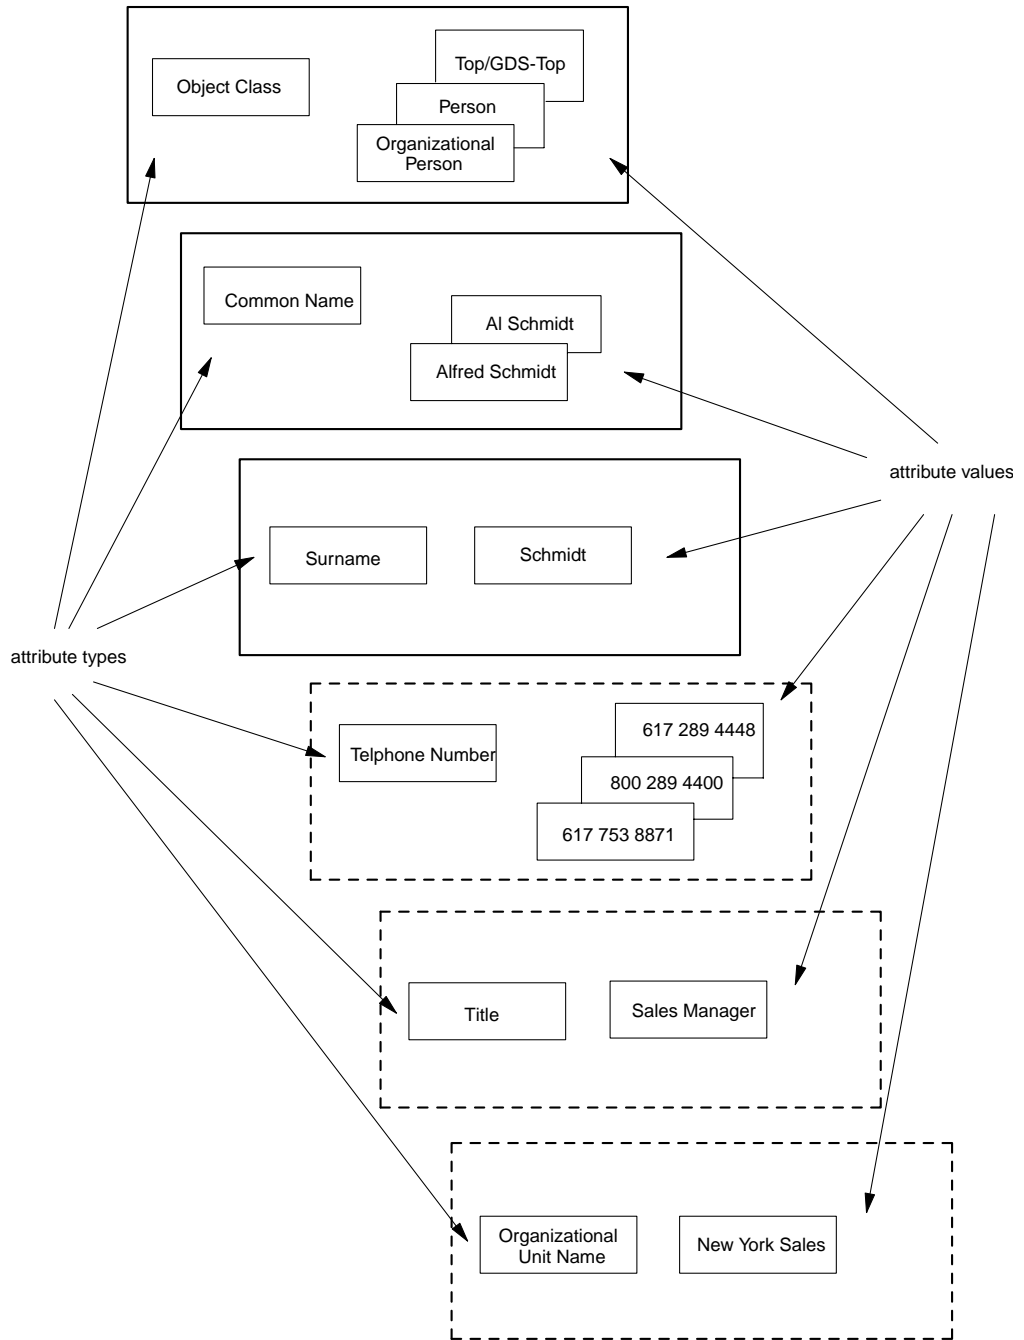 Top/GDS-Top
Object Class
Person
Organizational
Person
Common Name
Al Schmidt
Alfred Schmidt
attribute values
Surname
Schmidt
attribute types
617 289 4448
Telphone Number
800 289 4400
617 753 8871
Title
Sales Manager
Organizational
Unit Name
New York Sales